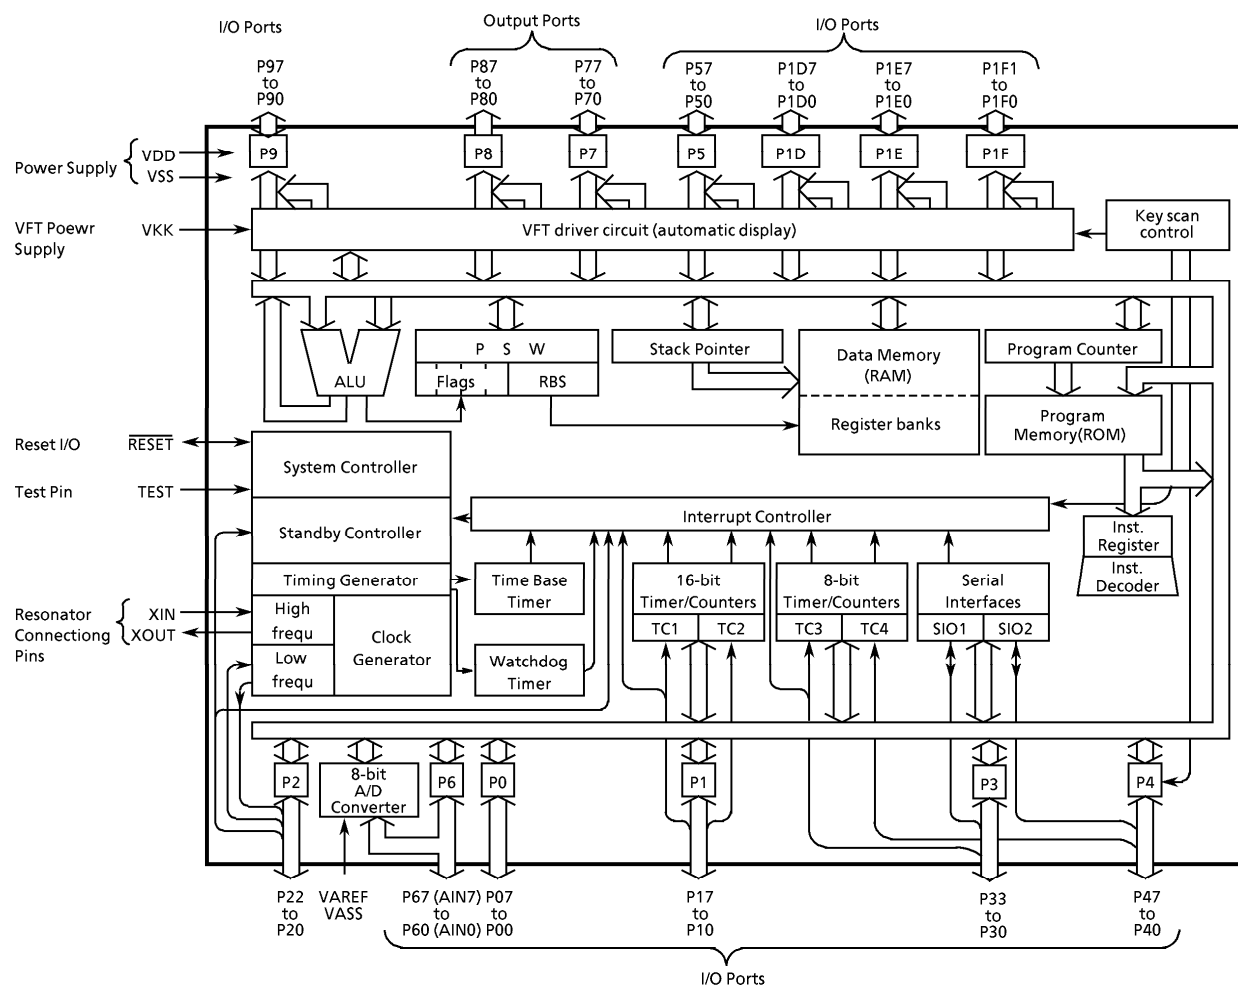 I/O Ports
Output Ports
I/O Ports
P97
to
P90
P87
to
P80
P77
to
P70
P57
to
P50
P1D7
to
P1D0
P1E7
to
P1E0
P1F1
to
P1F0
Power Supply
VDD
VSS
P9
P8
P7
P5
P1D
P1E
P1F
VFT Poewr
Supply
VKK
VFT driver circuit (automatic display)
Key scan
control
ALU
P S W
Flags
RBS
Stack Pointer
Data Memory
(RAM)
Register banks
Program Counter
Program
Memory(ROM)
Reset I/O
RESET
Test Pin
TEST
System Controller
Standby Controller
Interrupt Controller
Inst.
Register
Inst.
Decoder
Timing Generator
High
frequ
Low
frequ
Clock
Generator
Time Base
Timer
Watchdog
Timer
16-bit
Timer/Counters
TC1
TC2
8-bit
Timer/Counters
TC3
TC4
Serial
Interfaces
SIO1
SIO2
Resonator
Connectiong
Pins
XIN
XOUT
P2
8-bit
A/D
Converter
P6
P0
P1
P3
P4
P22
to
P20
VAREF
VASS
P67 (AIN7)
to
P60 (AIN0)
P07
to
P00
P17
to
P10
P33
to
P30
P47
to
P40
I/O Ports